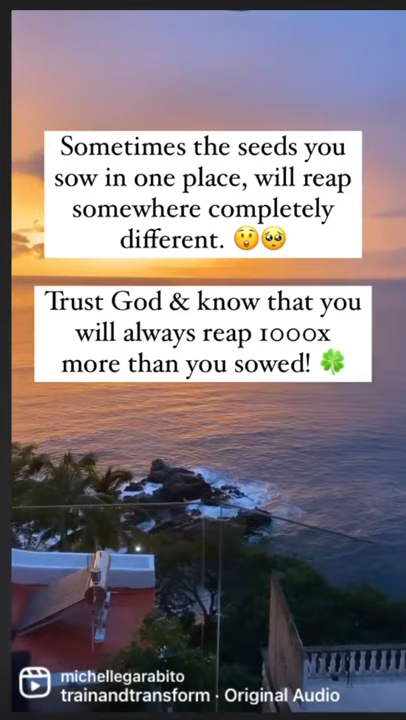 Sometimes the seeds you
sow in one place, will reap
somewhere completely
different. 😲🥺
Trust God & know that you
will always reap 1000x
more than you sowed! 🍀
michellegarabito
trainandtransform · Original Audio